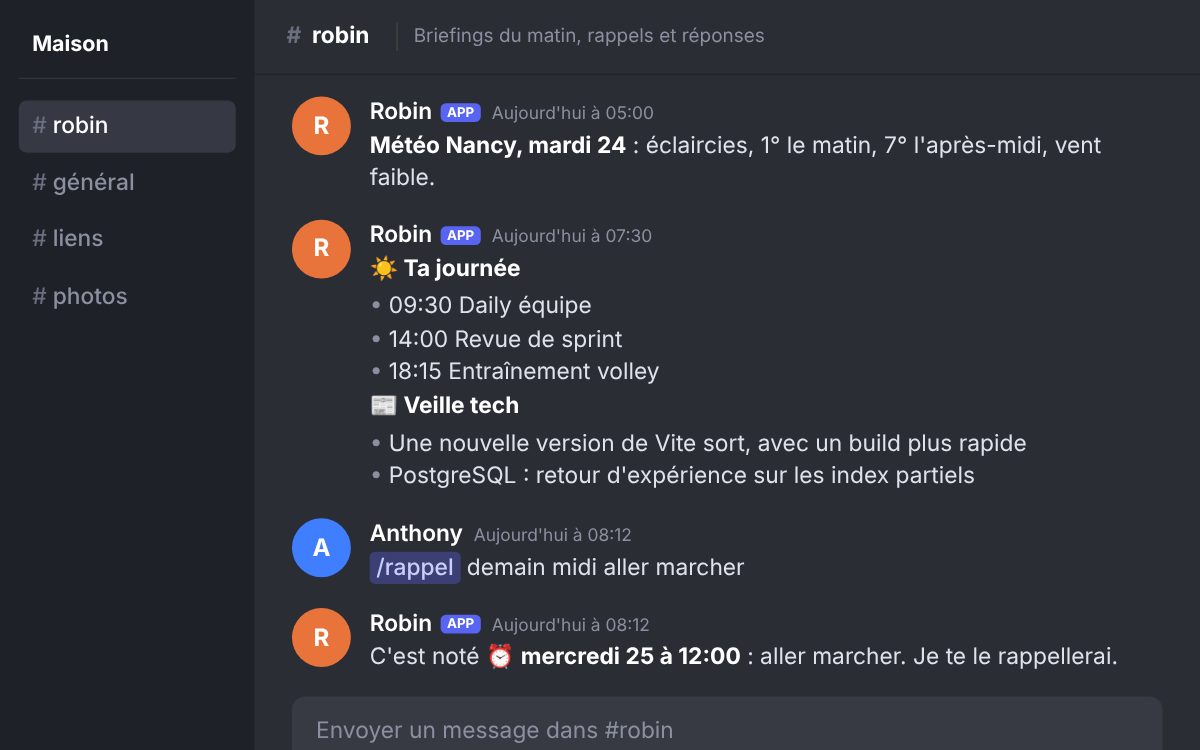 Maison
# robin
# général
# liens
# photos
# robin
Briefings du matin, rappels et réponses
R
Robin APP Aujourd'hui à 05:00
Météo Nancy, mardi 24 : éclaircies, 1° le matin, 7° l'après-midi, vent
faible.
R
Robin APP Aujourd'hui à 07:30
☀️ Ta journée
• 09:30 Daily équipe
• 14:00 Revue de sprint
• 18:15 Entraînement volley
📰 Veille tech
• Une nouvelle version de Vite sort, avec un build plus rapide
• PostgreSQL : retour d'expérience sur les index partiels
A
Anthony Aujourd'hui à 08:12
/rappel demain midi aller marcher
R
Robin APP Aujourd'hui à 08:12
C'est noté ⏰ mercredi 25 à 12:00 : aller marcher. Je te le rappellerai.
Envoyer un message dans #robin